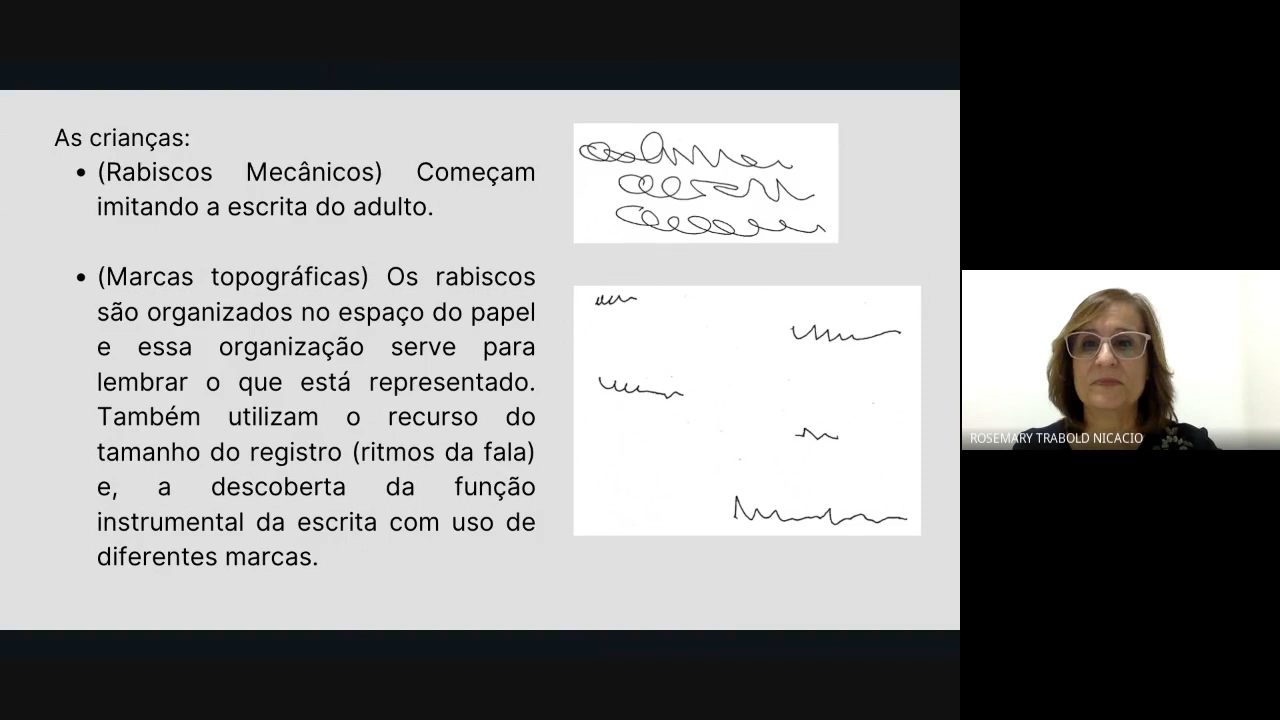 As crianças:
• (Rabiscos Mecânicos) Começam
imitando a escrita do adulto.
• (Marcas topográficas) Os rabiscos
são organizados no espaço do papel
e essa organização serve para
lembrar o que está representado.
Também utilizam o recurso do
tamanho do registro (ritmos da fala)
e, a descoberta da função
instrumental da escrita com uso de
diferentes marcas.
ROSEMARY TRABOLD NICACIO